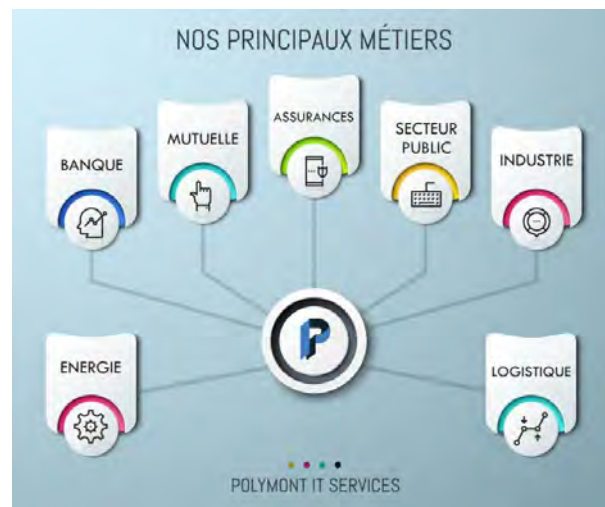 NOS PRINCIPAUX MÉTIERS
BANQUE
MUTUELLE
ASSURANCES
SECTEUR
PUBLIC
INDUSTRIE
ENERGIE
LOGISTIQUE
P
POLYMONT IT SERVICES